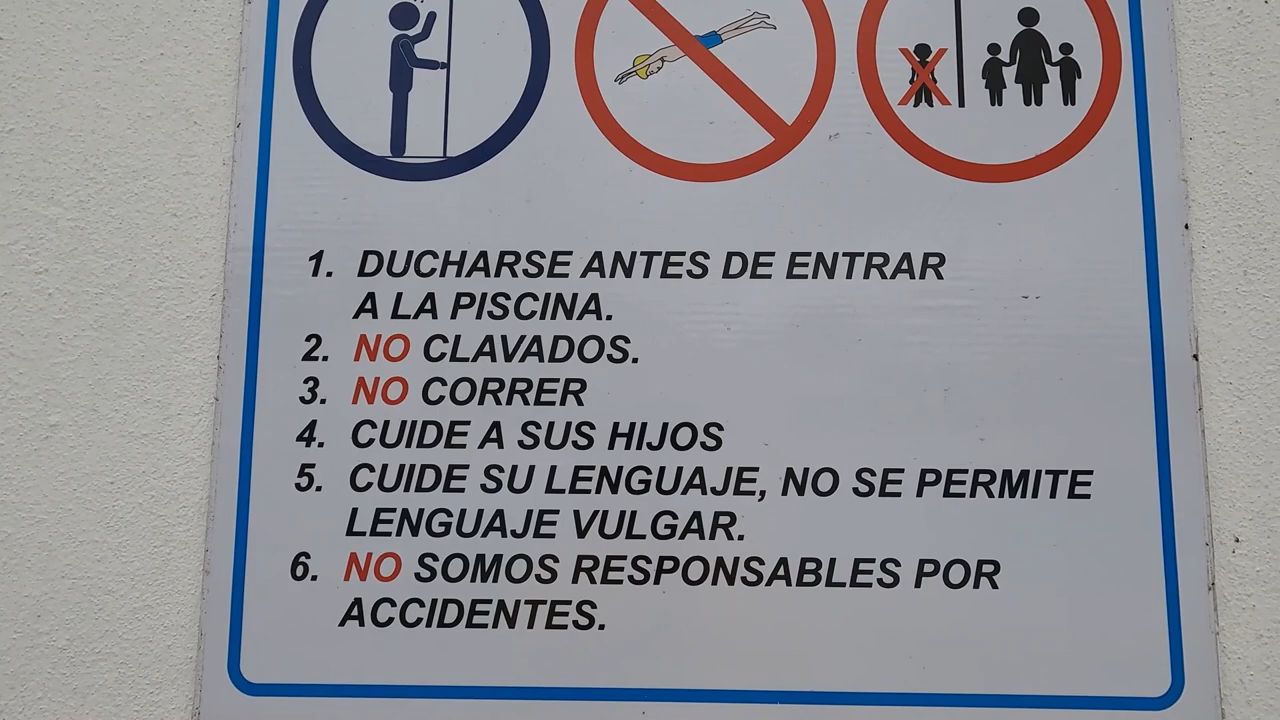 1. DUCHARSE ANTES DE ENTRAR
A LA PISCINA.
2. NO CLAVADOS.
3. NO CORRER
4. CUIDE A SUS HIJOS
5. CUIDE SU LENGUAJE, NO SE PERMITE
LENGUAJE VULGAR.
6. NO SOMOS RESPONSABLES POR
ACCIDENTES.